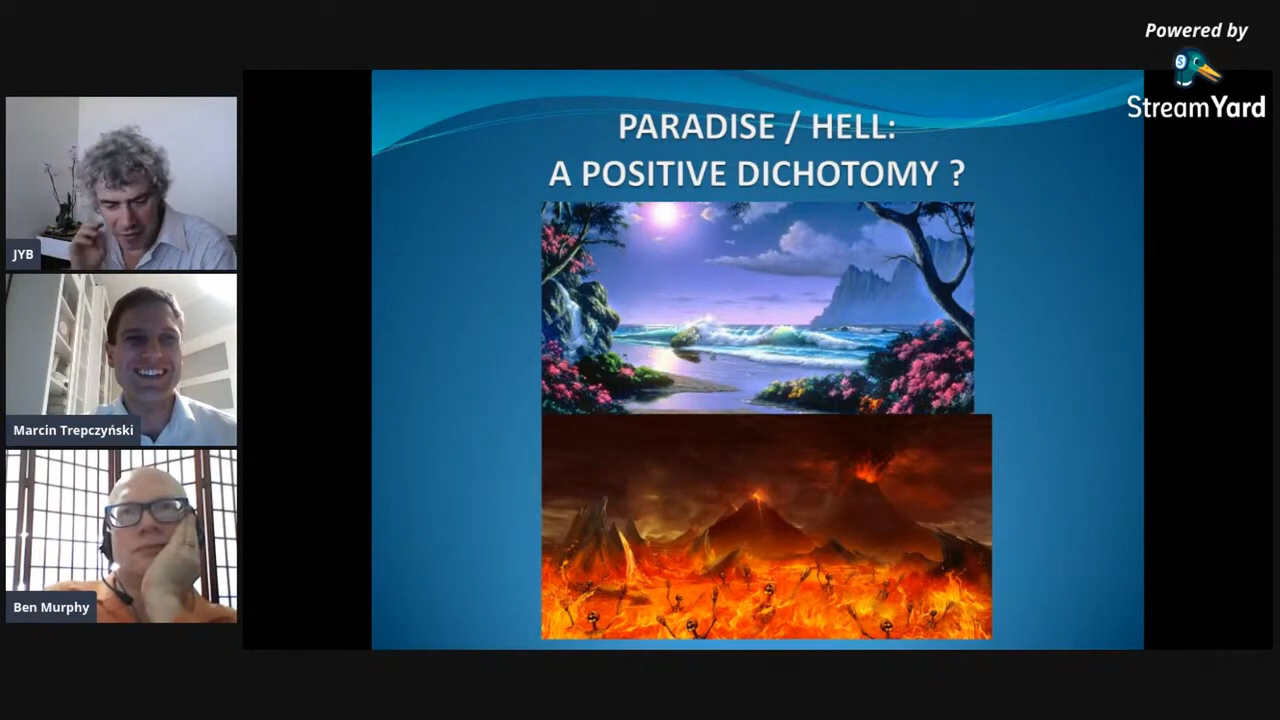 Powered by
StreamYard
PARADISE / HELL:
A POSITIVE DICHOTOMY ?
JYB
Marcin Trepczyński
Ben Murphy